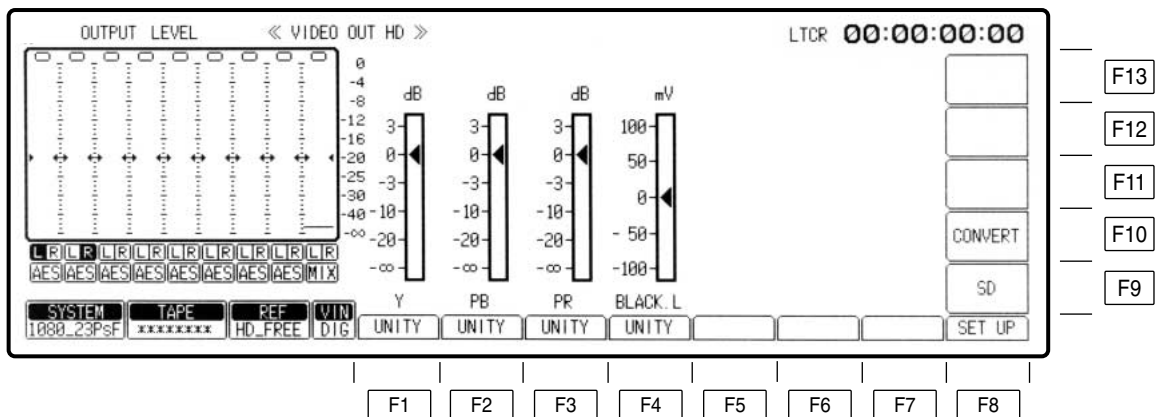 OUTPUT LEVEL ≪ VIDEO OUT HD ≫ LTCR 00:00:00:00
0
-4
-8
-12
-16
-20
-25
-30
-40
-∞
dB
3
0
-3
-10
-20
-∞
Y
dB
3
0
-3
-10
-20
-∞
PB
dB
3
0
-3
-10
-20
-∞
PR
mV
100
50
0
- 50
-100
BLACK. L
L R L R L R L R L R L R L R L R L R
AES AES AES AES AES AES AES AES MIX
SYSTEM TAPE REF VIN
1080_23PsF ******** HD_FREE DIG
UNITY UNITY UNITY UNITY SET UP
CONVERT
SD
F13
F12
F11
F10
F9
F1 F2 F3 F4 F5 F6 F7 F8